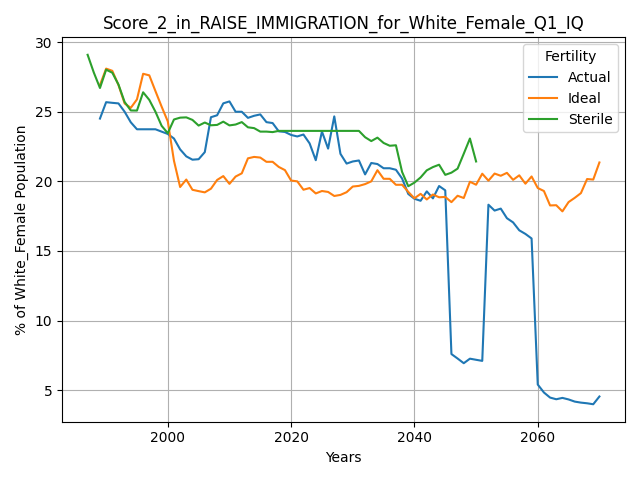 Score_2_in_RAISE_IMMIGRATION_for_White_Female_Q1_IQ
% of White_Female Population
30
25
20
15
10
5
Fertility
Actual
Ideal
Sterile
2000
2020
2040
2060
Years